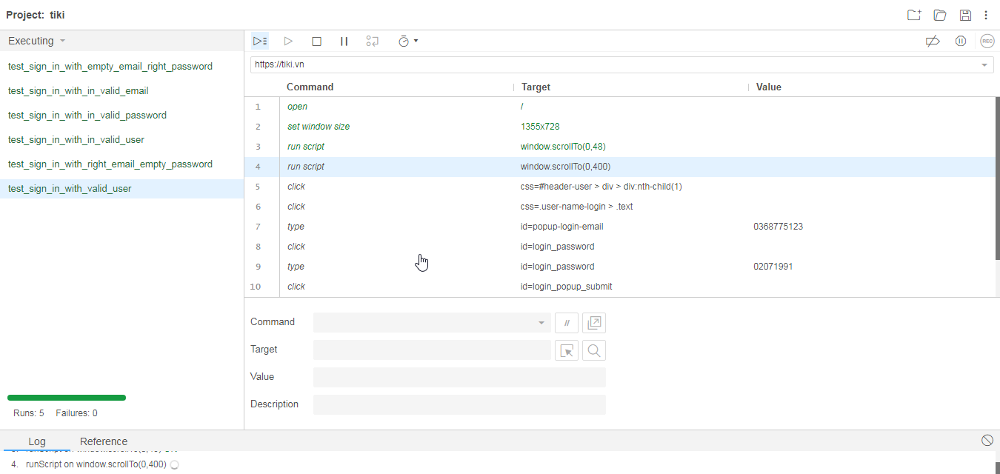 Project: tiki
Executing
test_sign_in_with_empty_email_right_password
test_sign_in_with_in_valid_email
test_sign_in_with_in_valid_password
test_sign_in_with_in_valid_user
test_sign_in_with_right_email_empty_password
test_sign_in_with_valid_user
Runs: 5 Failures: 0
REC
https://tiki.vn
Command Target Value
1 open /
2 set window size 1355x728
3 run script window.scrollTo(0,48)
4 run script window.scrollTo(0,400)
5 click css=#header-user > div > div:nth-child(1)
6 click css=.user-name-login > .text
7 type id=popup-login-email 0368775123
8 click id=login_password
9 type id=login_password 02071991
10 click id=login_popup_submit
Command //
Target
Value
Description
Log Reference
4. runScript on window.scrollTo(0,400)